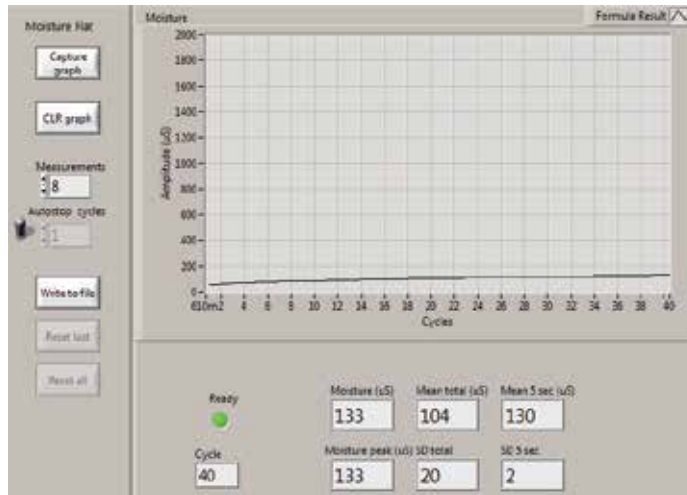 Moisture Flat
Capture graph
CLR graph
Measurements
8
Autostop cycles
1
Write to file
Reset last
Reset all
Moisture
Formula Result
Amplitude (uS)
2000
1800
1600
1400
1200
1000
800
600
400
200
0
610m 2 4 6 8 10 12 14 16 18 20 22 24 26 28 30 32 34 36 38 40
Cycles
Ready
Cycle
40
Moisture (uS) Mean total (uS) Mean 5 sec (uS)
133 104 130
Moisture peak (uS) SD total SD 5 sec.
133 20 2